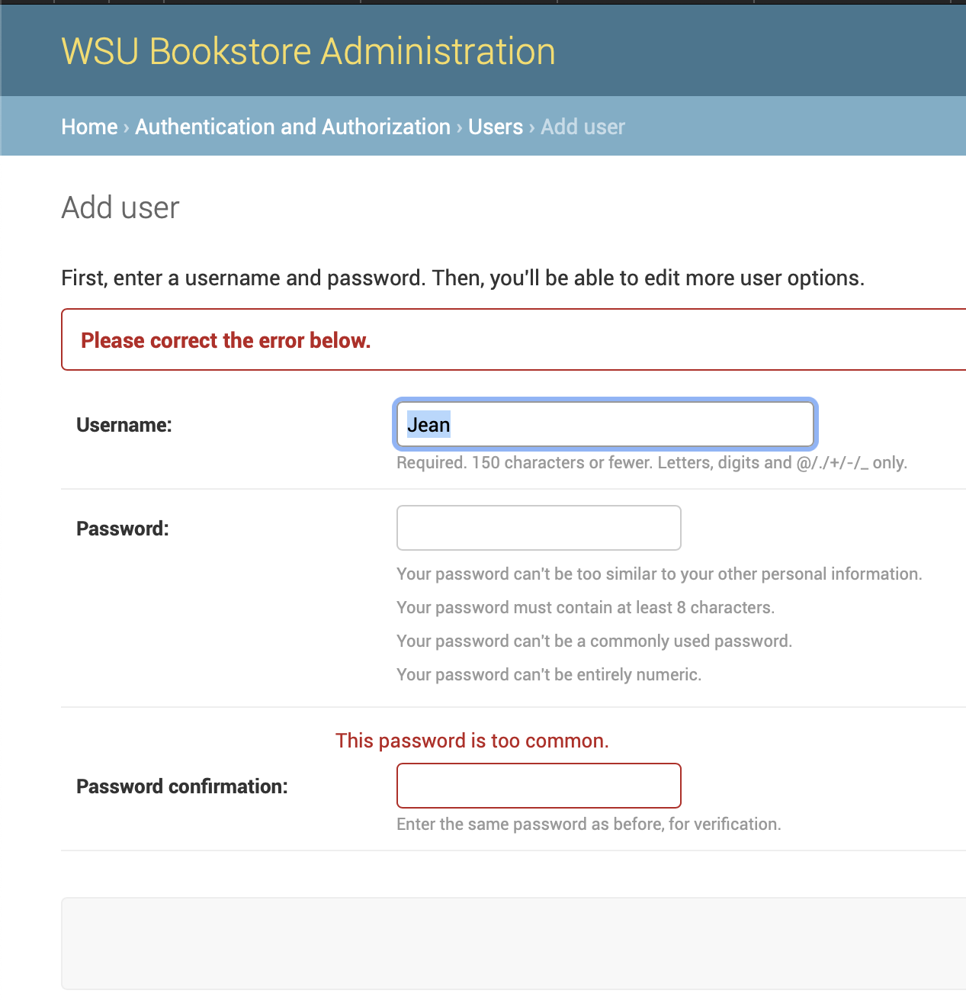 WSU Bookstore Administration
Home › Authentication and Authorization › Users › Add user
Add user
First, enter a username and password. Then, you'll be able to edit more user options.
Please correct the error below.
Username:
Jean
Required. 150 characters or fewer. Letters, digits and @/./+/-/_ only.
Password:
Your password can't be too similar to your other personal information.
Your password must contain at least 8 characters.
Your password can't be a commonly used password.
Your password can't be entirely numeric.
This password is too common.
Password confirmation:
Enter the same password as before, for verification.